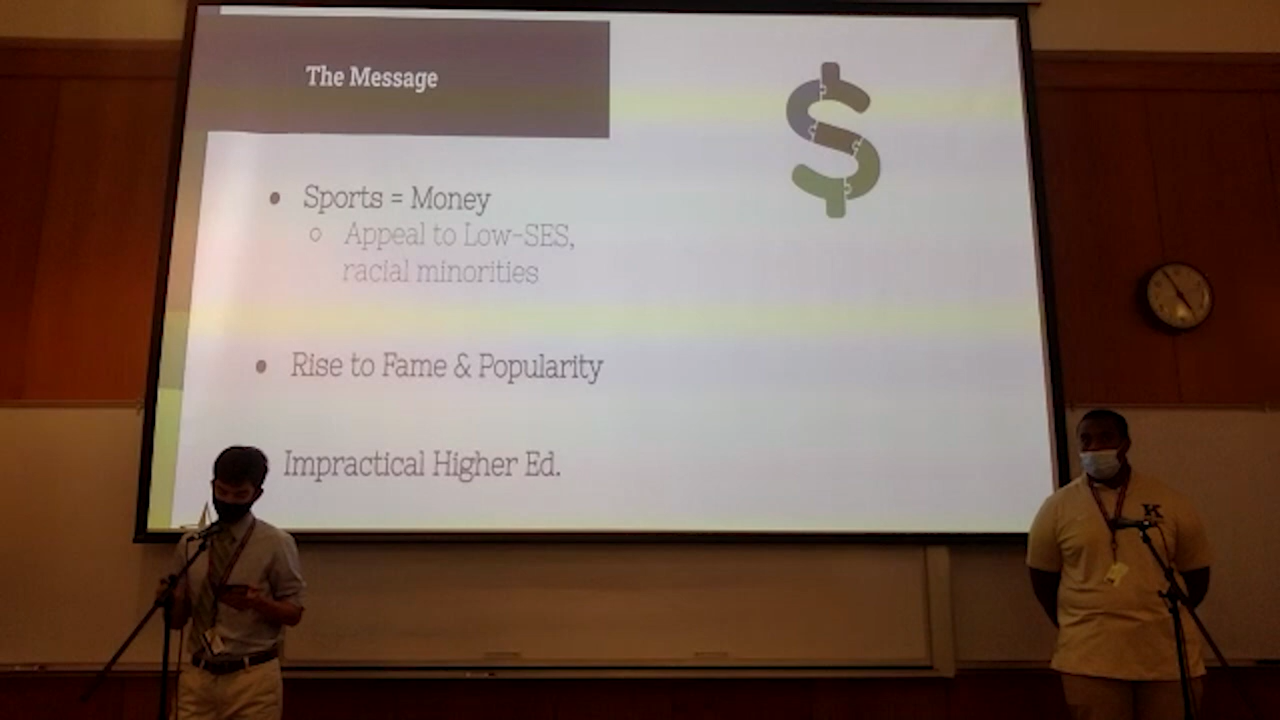 The Message
Sports = Money
Appeal to Low-SES,
racial minorities
Rise to Fame & Popularity
Impractical Higher Ed.
K